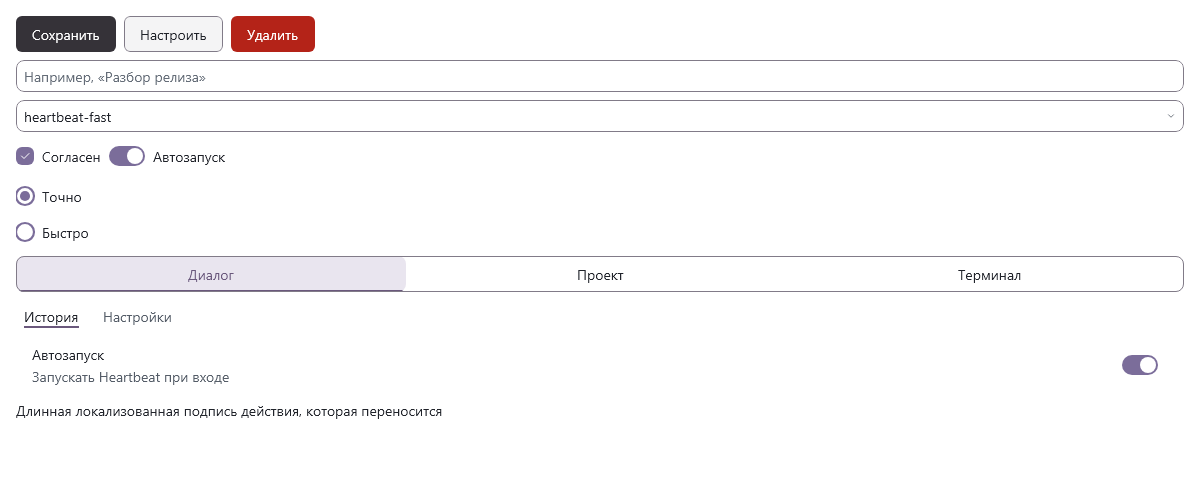 Сохранить Настроить Удалить
Например, «Разбор релиза»
heartbeat-fast
Согласен Автозапуск
Точно
Быстро
Диалог Проект Терминал
История Настройки
Автозапуск
Запускать Heartbeat при входе
Длинная локализованная подпись действия, которая переносится